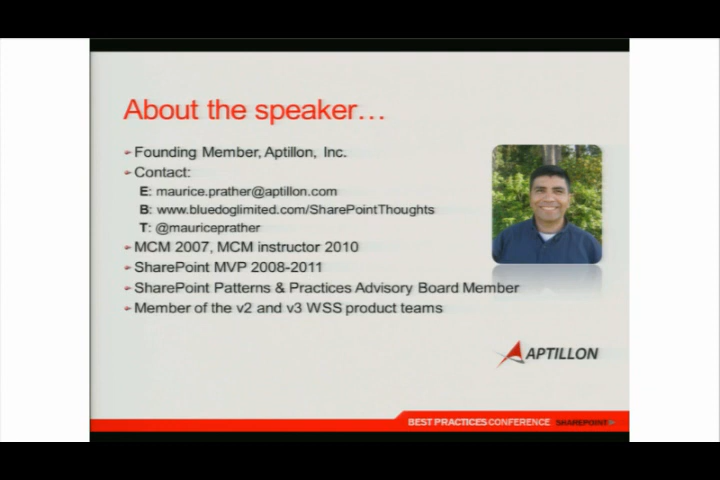 About the speaker…
Founding Member, Aptillon, Inc.
Contact:
E: maurice.prather@aptillon.com
B: www.bluedoglimited.com/SharePointThoughts
T: @mauriceprather
MCM 2007, MCM instructor 2010
SharePoint MVP 2008-2011
SharePoint Patterns & Practices Advisory Board Member
Member of the v2 and v3 WSS product teams
APTILLON
BEST PRACTICES CONFERENCE SHAREPOINT